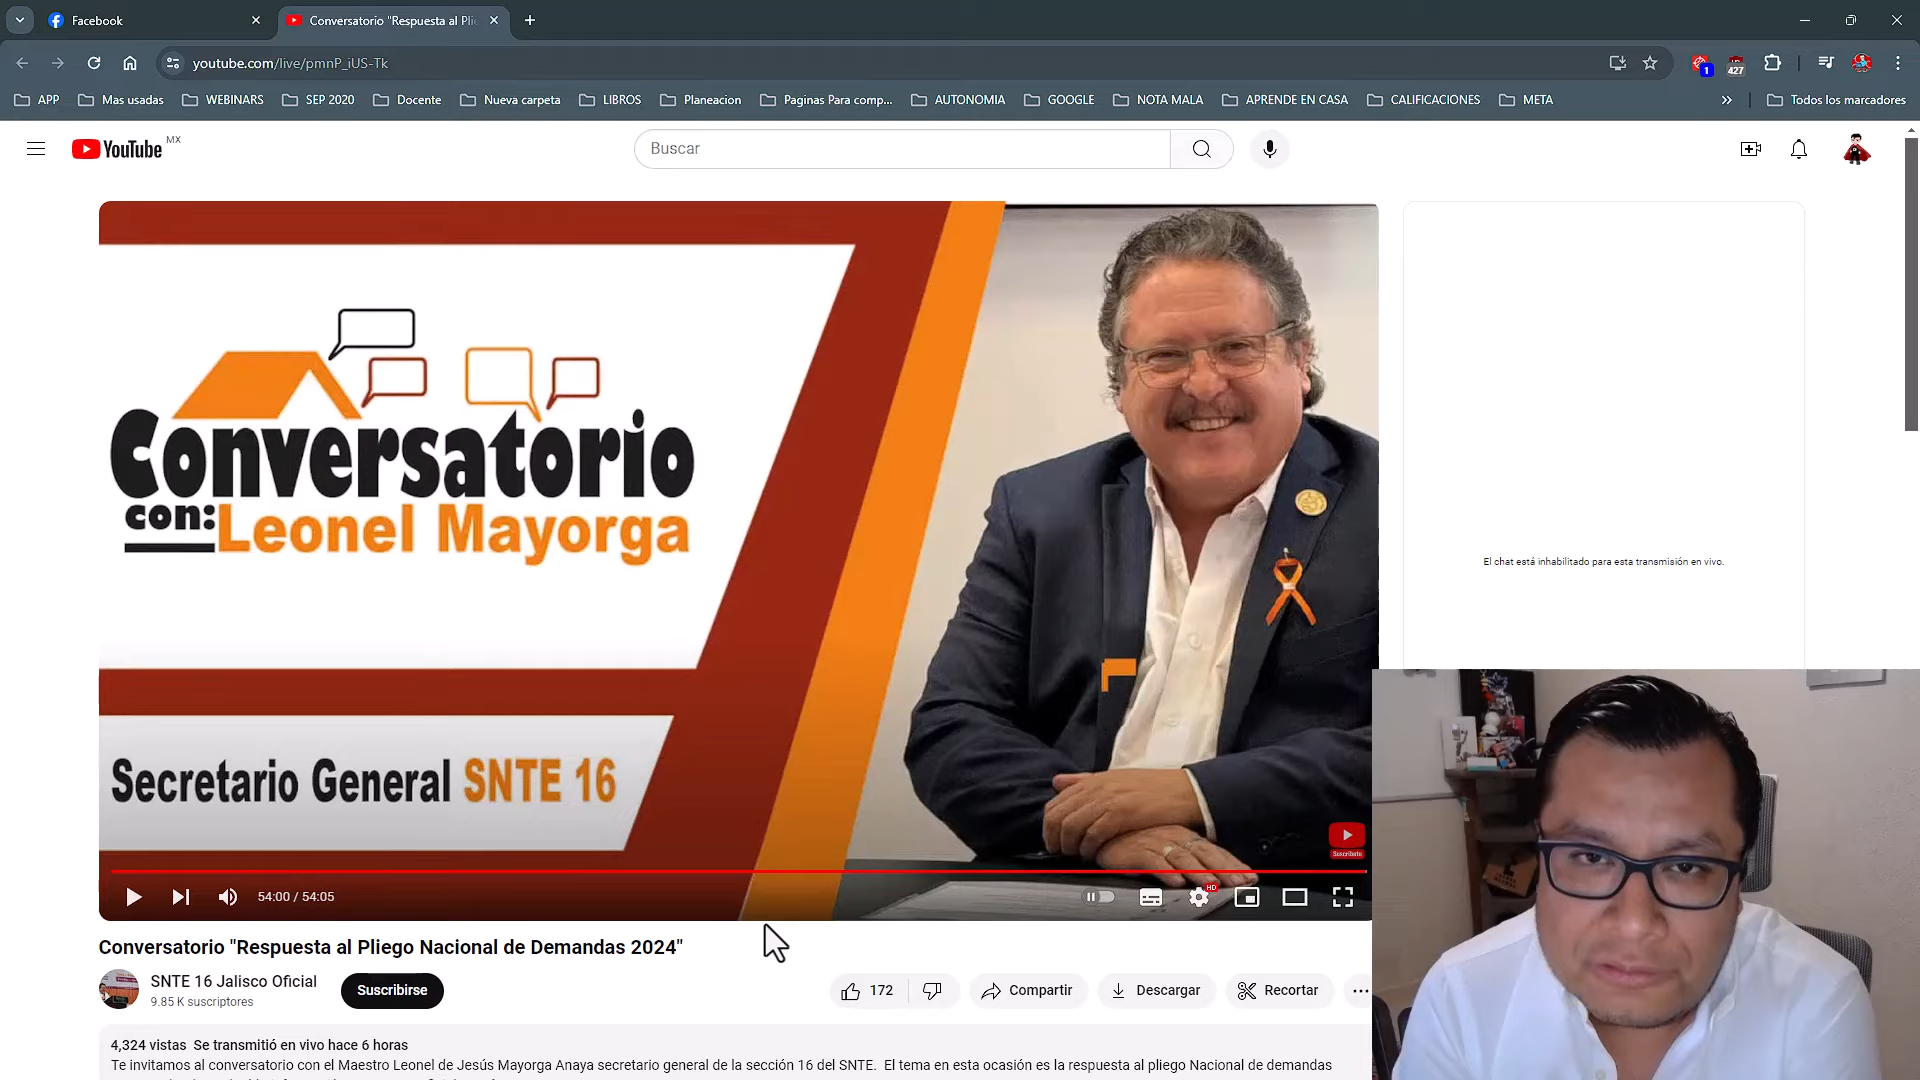 Facebook
Conversatorio "Respuesta al Pli
youtube.com/live/pmnP_iUS-Tk
1
427
APP
Mas usadas
WEBINARS
SEP 2020
Docente
Nueva carpeta
LIBROS
Planeacion
Paginas Para comp...
AUTONOMIA
GOOGLE
NOTA MALA
APRENDE EN CASA
CALIFICACIONES
META
Todos los marcadores
YouTube MX
Buscar
Conversatorio
con: Leonel Mayorga
Secretario General SNTE 16
El chat está inhabilitado para esta transmisión en vivo.
Suscríbete
54:00 / 54:05
HD
Conversatorio "Respuesta al Pliego Nacional de Demandas 2024"
SNTE 16 Jalisco Oficial
9.85 K suscriptores
Suscribirse
172
Compartir
Descargar
Recortar
4,324 vistas Se transmitió en vivo hace 6 horas
Te invitamos al conversatorio con el Maestro Leonel de Jesús Mayorga Anaya secretario general de la sección 16 del SNTE. El tema en esta ocasión es la respuesta al pliego Nacional de demandas